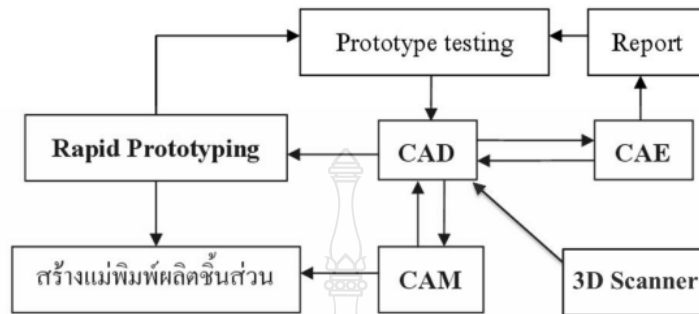 Prototype testing
Report
Rapid Prototyping
CAD
CAE
สร้างแม่พิมพ์ผลิตชิ้นส่วน
CAM
3D Scanner